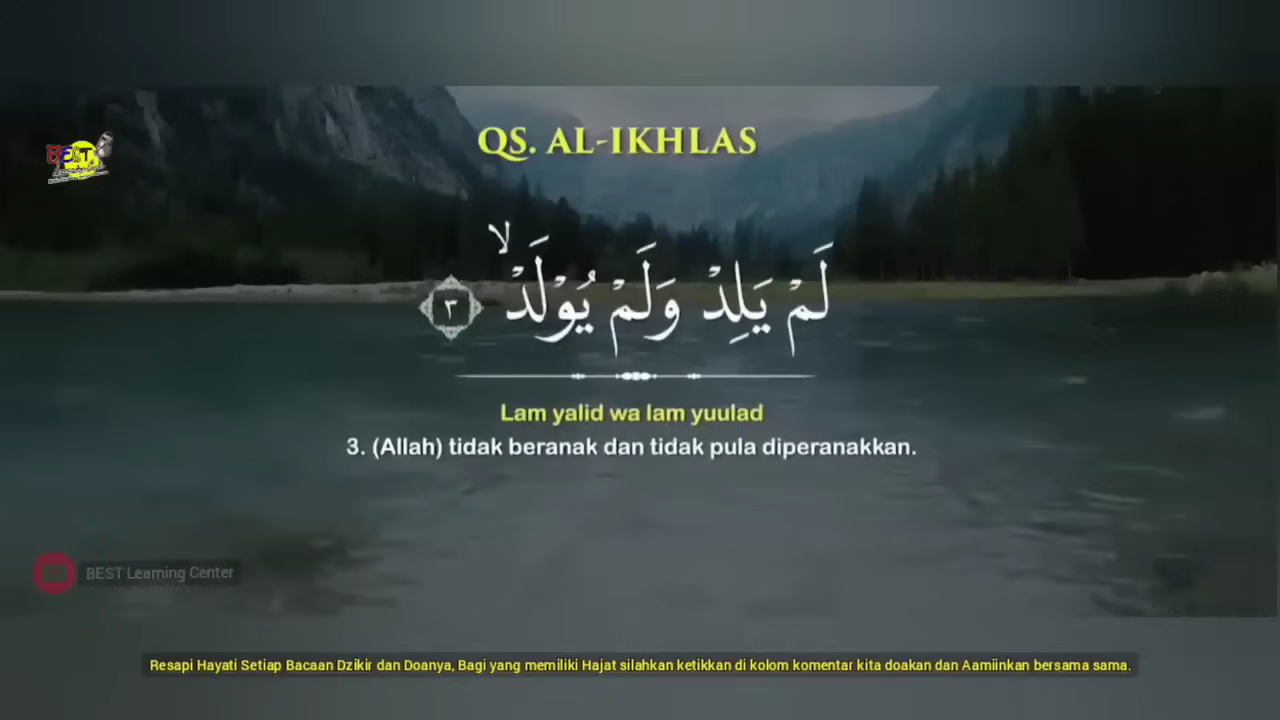 QS. AL-IKHLAS
BEST
لَمْ يَلِدْ وَلَمْ يُوْلَدْۙ ٣
Lam yalid wa lam yuulad
3. (Allah) tidak beranak dan tidak pula diperanakkan.
BEST Learning Center
Resapi Hayati Setiap Bacaan Dzikir dan Doanya, Bagi yang memiliki Hajat silahkan ketikkan di kolom komentar kita doakan dan Aamiinkan bersama sama.